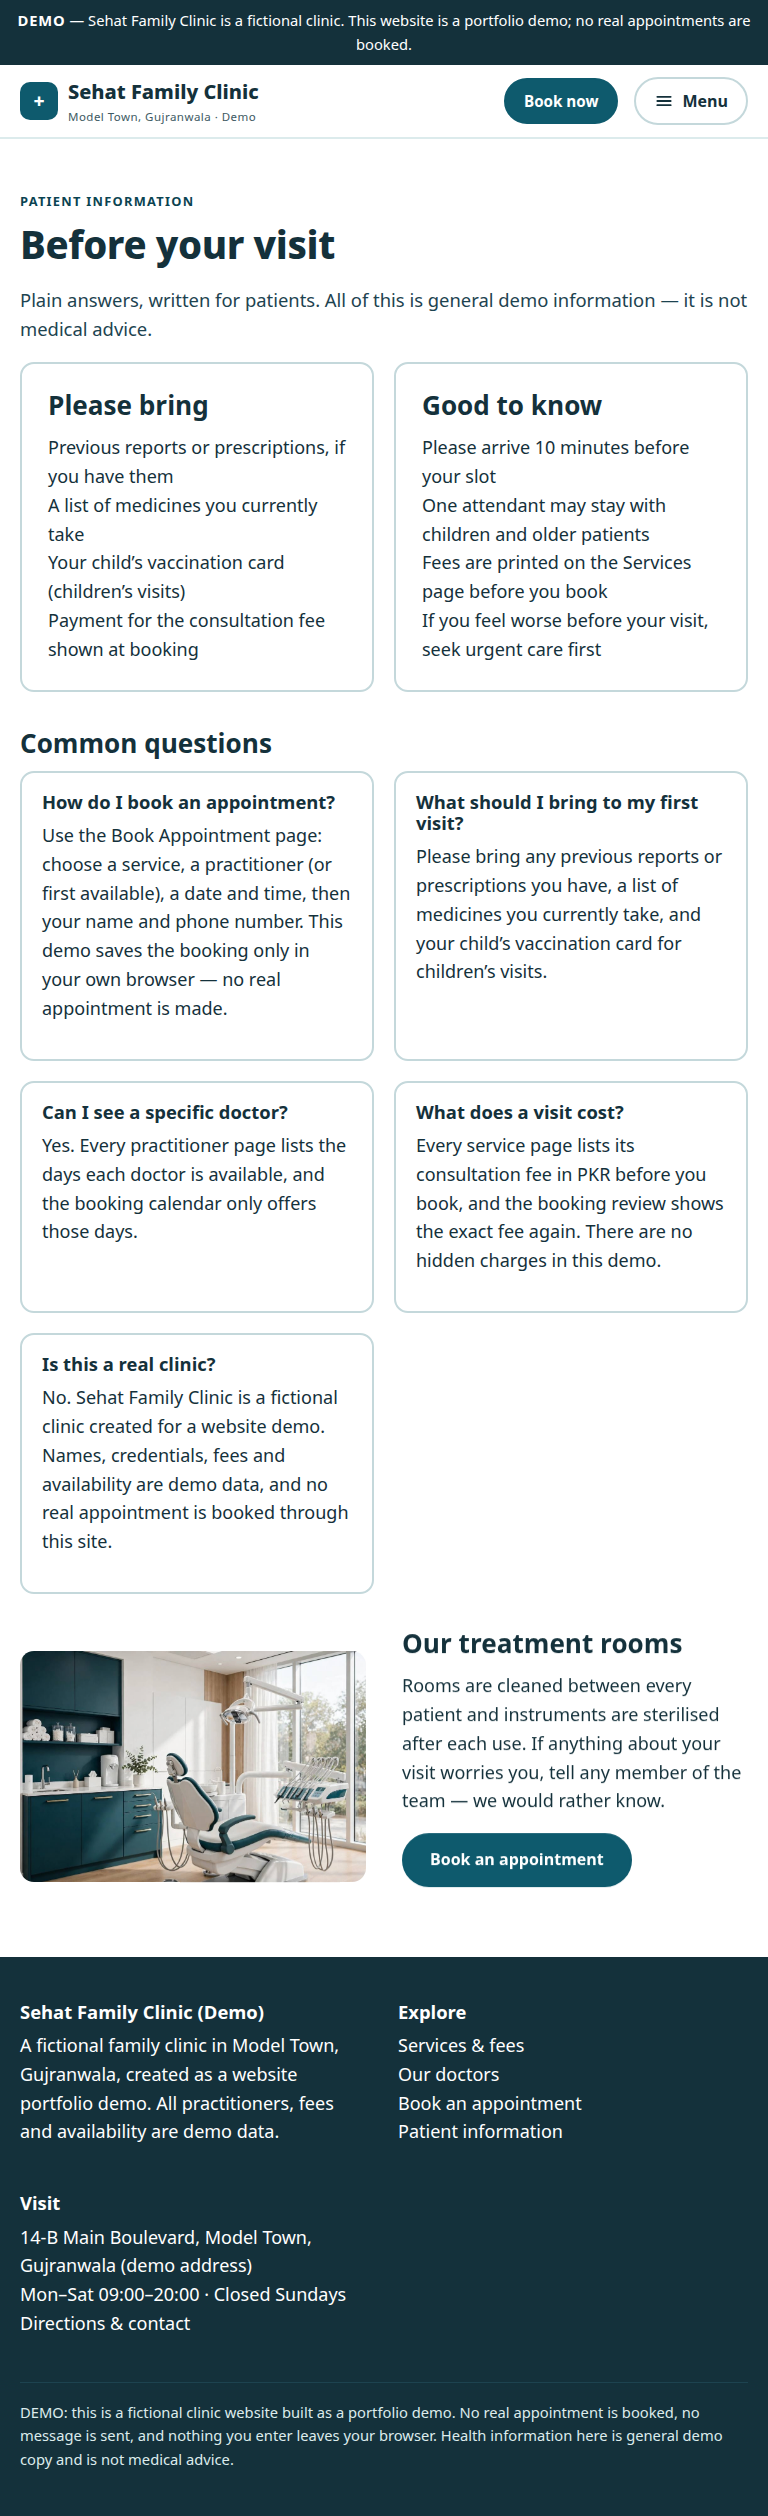 DEMO — Sehat Family Clinic is a fictional clinic. This website is a portfolio demo; no real appointments are
booked.
+
Sehat Family Clinic
Model Town, Gujranwala · Demo
Book now
Menu
PATIENT INFORMATION
Before your visit
Plain answers, written for patients. All of this is general demo information — it is not
medical advice.
Please bring
Previous reports or prescriptions, if
you have them
A list of medicines you currently
take
Your child’s vaccination card
(children’s visits)
Payment for the consultation fee
shown at booking
Good to know
Please arrive 10 minutes before
your slot
One attendant may stay with
children and older patients
Fees are printed on the Services
page before you book
If you feel worse before your visit,
seek urgent care first
Common questions
How do I book an appointment?
Use the Book Appointment page:
choose a service, a practitioner (or
first available), a date and time, then
your name and phone number. This
demo saves the booking only in
your own browser — no real
appointment is made.
What should I bring to my first
visit?
Please bring any previous reports or
prescriptions you have, a list of
medicines you currently take, and
your child’s vaccination card for
children’s visits.
Can I see a specific doctor?
Yes. Every practitioner page lists the
days each doctor is available, and
the booking calendar only offers
those days.
What does a visit cost?
Every service page lists its
consultation fee in PKR before you
book, and the booking review shows
the exact fee again. There are no
hidden charges in this demo.
Is this a real clinic?
No. Sehat Family Clinic is a fictional
clinic created for a website demo.
Names, credentials, fees and
availability are demo data, and no
real appointment is booked through
this site.
Our treatment rooms
Rooms are cleaned between every
patient and instruments are sterilised
after each use. If anything about your
visit worries you, tell any member of the
team — we would rather know.
Book an appointment
Sehat Family Clinic (Demo)
A fictional family clinic in Model Town,
Gujranwala, created as a website
portfolio demo. All practitioners, fees
and availability are demo data.
Explore
Services & fees
Our doctors
Book an appointment
Patient information
Visit
14-B Main Boulevard, Model Town,
Gujranwala (demo address)
Mon–Sat 09:00–20:00 · Closed Sundays
Directions & contact
DEMO: this is a fictional clinic website built as a portfolio demo. No real appointment is booked, no
message is sent, and nothing you enter leaves your browser. Health information here is general demo
copy and is not medical advice.